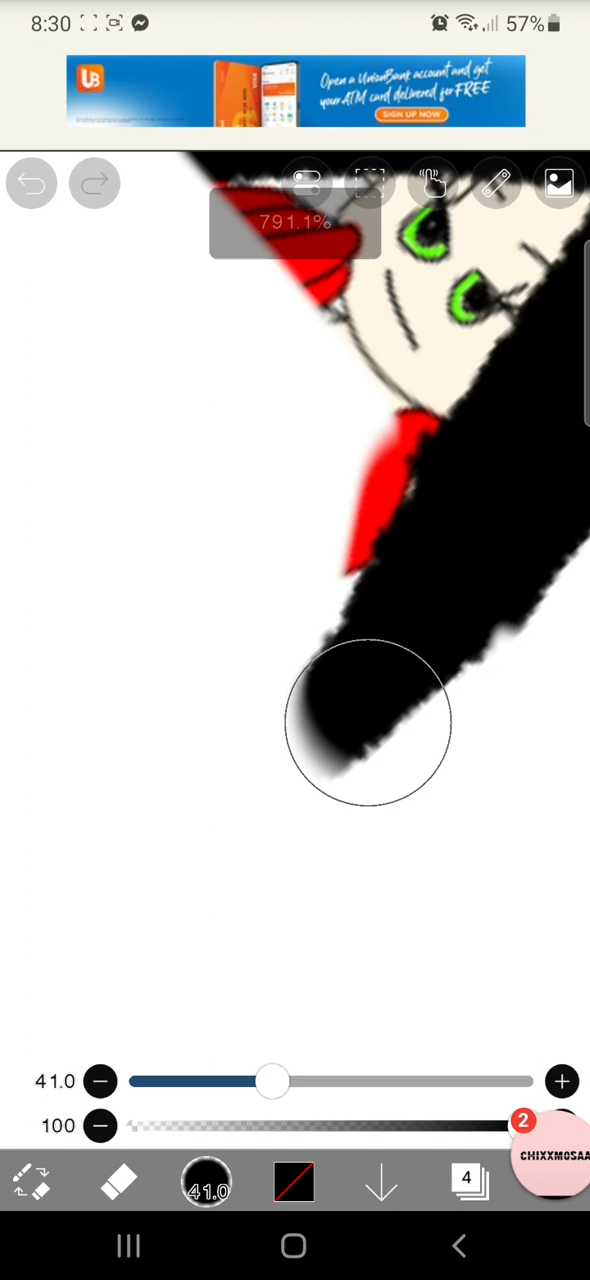 8:30
57%
UB
Open a UnionBank account and get
your ATM card delivered for FREE
SIGN UP NOW
VISA
791.1%
41.0
100
2
CHIXXMOSAA
41.0
4